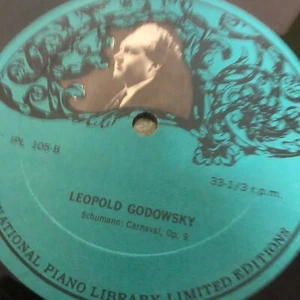 IPL 105-B
33-1/3 r.p.m.
LEOPOLD GODOWSKY
Schumann: Carnaval, Op. 9
NATIONAL PIANO LIBRARY LIMITED EDITIONS